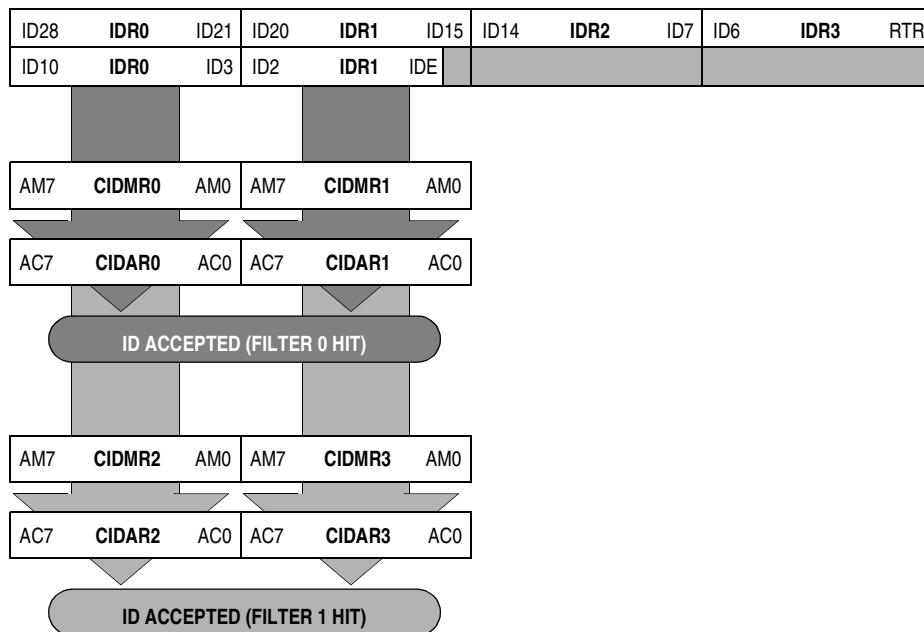 ID28 IDR0 ID21 ID20 IDR1 ID15 ID14 IDR2 ID7 ID6 IDR3 RTR
ID10 IDR0 ID3 ID2 IDR1 IDE
AM7 CIDMR0 AM0 AM7 CIDMR1 AM0
AC7 CIDAR0 AC0 AC7 CIDAR1 AC0
ID ACCEPTED (FILTER 0 HIT)
AM7 CIDMR2 AM0 AM7 CIDMR3 AM0
AC7 CIDAR2 AC0 AC7 CIDAR3 AC0
ID ACCEPTED (FILTER 1 HIT)